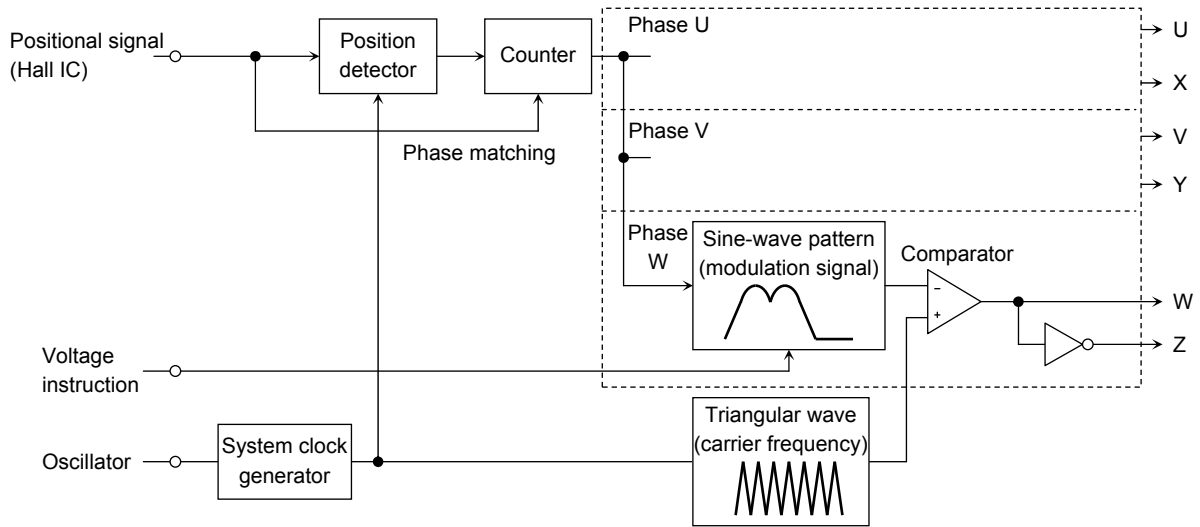 Positional signal
(Hall IC)
Position
detector
Counter
Phase matching
Phase U
U
X
Phase V
V
Y
Phase
W
Sine-wave pattern
(modulation signal)
Comparator
−
+
W
Z
Voltage
instruction
Triangular wave
(carrier frequency)
Oscillator
System clock
generator